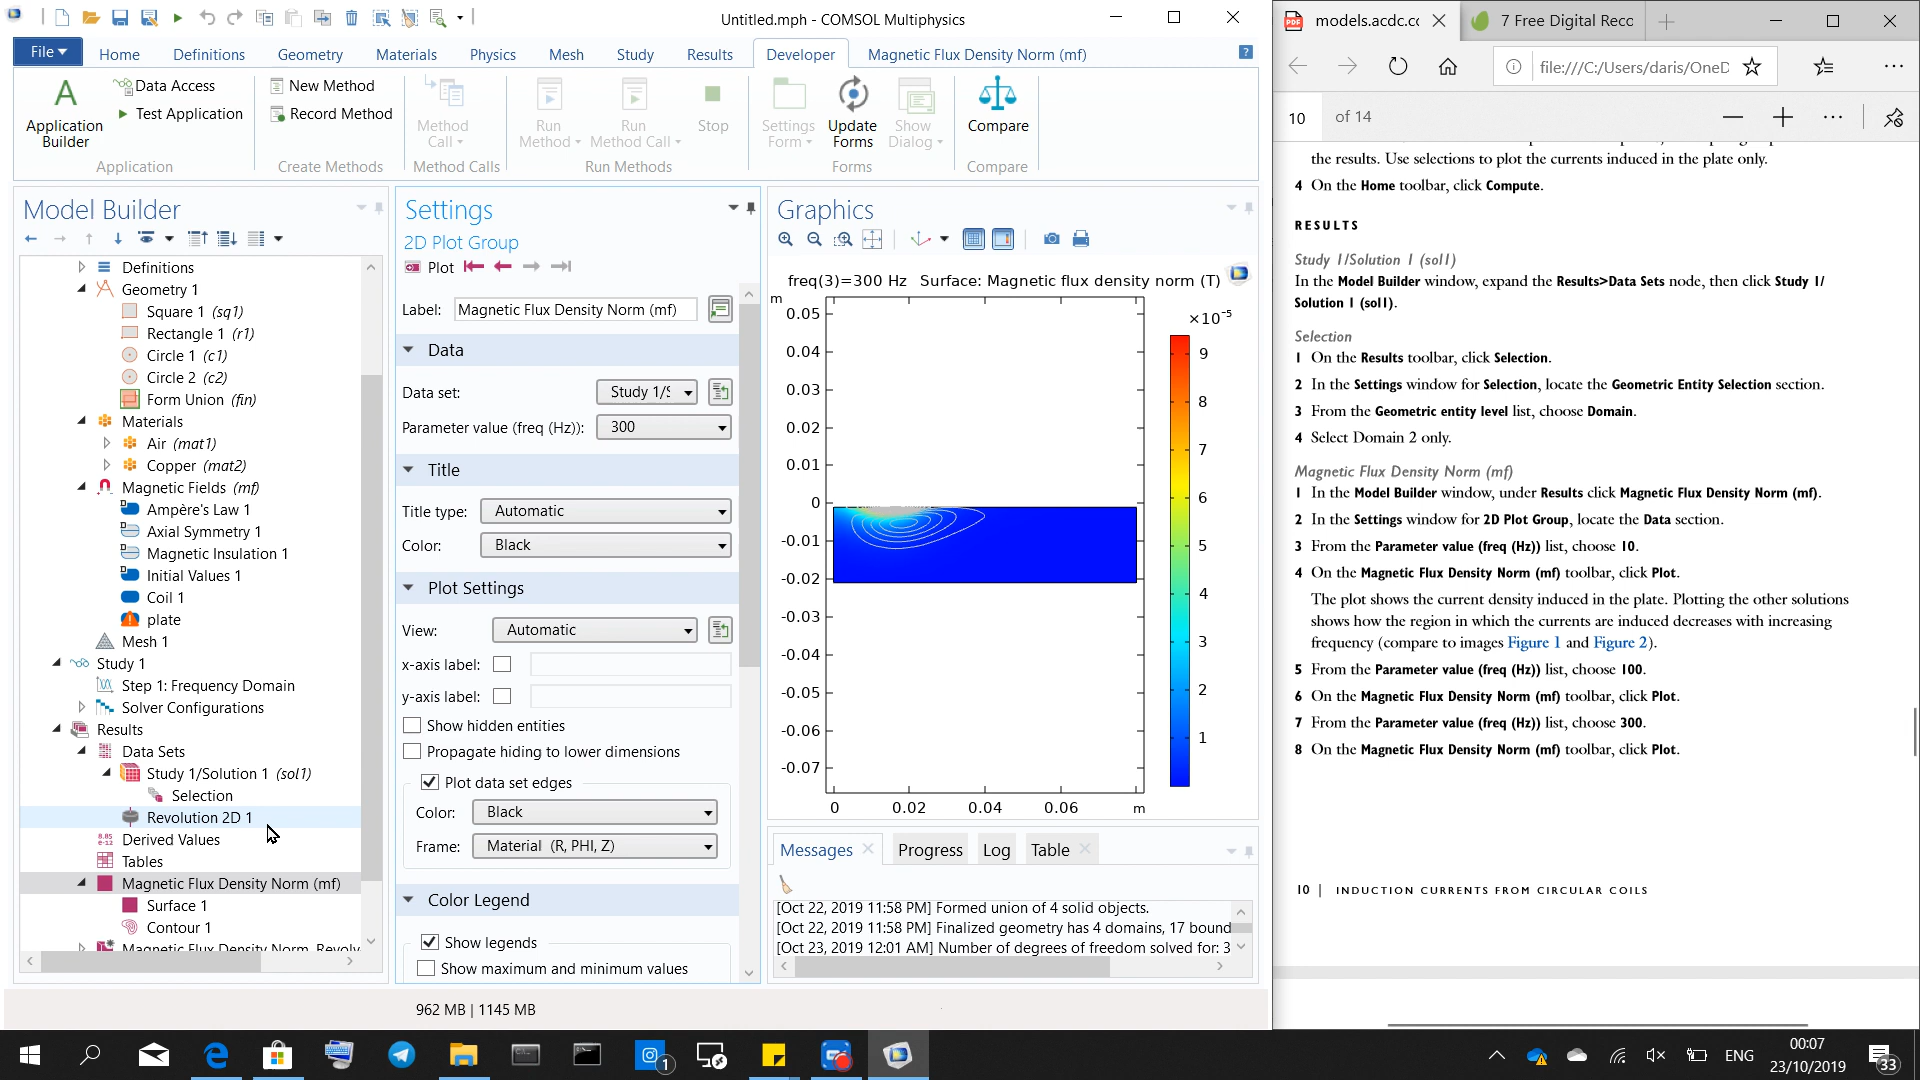 Untitled.mph - COMSOL Multiphysics
File
Home
Definitions
Geometry
Materials
Physics
Mesh
Study
Results
Developer
Magnetic Flux Density Norm (mf)
Application Builder
Data Access
Test Application
Application
New Method
Record Method
Create Methods
Method Call
Method Calls
Run Method
Run Method Call
Stop
Run Methods
Settings Form
Update Forms
Show Dialog
Forms
Compare
Compare
Model Builder
Definitions
Geometry 1
Square 1 (sq1)
Rectangle 1 (r1)
Circle 1 (c1)
Circle 2 (c2)
Form Union (fin)
Materials
Air (mat1)
Copper (mat2)
Magnetic Fields (mf)
Ampère's Law 1
Axial Symmetry 1
Magnetic Insulation 1
Initial Values 1
Coil 1
plate
Mesh 1
Study 1
Step 1: Frequency Domain
Solver Configurations
Results
Data Sets
Study 1/Solution 1 (sol1)
Selection
Revolution 2D 1
Derived Values
Tables
Magnetic Flux Density Norm (mf)
Surface 1
Contour 1
Magnetic Flux Density Norm, Revolv
Settings
2D Plot Group
Plot
Label: Magnetic Flux Density Norm (mf)
Data
Data set: Study 1/S
Parameter value (freq (Hz)): 300
Title
Title type: Automatic
Color: Black
Plot Settings
View: Automatic
x-axis label:
y-axis label:
Show hidden entities
Propagate hiding to lower dimensions
Plot data set edges
Color: Black
Frame: Material (R, PHI, Z)
Color Legend
Show legends
Show maximum and minimum values
Graphics
freq(3)=300 Hz Surface: Magnetic flux density norm (T)
m
×10⁻⁵
0.05
0.04
0.03
0.02
0.01
0
-0.01
-0.02
-0.03
-0.04
-0.05
-0.06
-0.07
0 0.02 0.04 0.06 m
9
8
7
6
5
4
3
2
1
Messages
Progress
Log
Table
[Oct 22, 2019 11:58 PM] Formed union of 4 solid objects.
[Oct 22, 2019 11:58 PM] Finalized geometry has 4 domains, 17 bound
[Oct 23, 2019 12:01 AM] Number of degrees of freedom solved for: 3
962 MB | 1145 MB
models.acdc.cc
7 Free Digital Reco
file:///C:/Users/daris/OneD
10 of 14
the results. Use selections to plot the currents induced in the plate only.
4 On the Home toolbar, click Compute.
RESULTS
Study 1/Solution 1 (sol1)
In the Model Builder window, expand the Results>Data Sets node, then click Study 1/
Solution 1 (sol1).
Selection
1 On the Results toolbar, click Selection.
2 In the Settings window for Selection, locate the Geometric Entity Selection section.
3 From the Geometric entity level list, choose Domain.
4 Select Domain 2 only.
Magnetic Flux Density Norm (mf)
1 In the Model Builder window, under Results click Magnetic Flux Density Norm (mf).
2 In the Settings window for 2D Plot Group, locate the Data section.
3 From the Parameter value (freq (Hz)) list, choose 10.
4 On the Magnetic Flux Density Norm (mf) toolbar, click Plot.
The plot shows the current density induced in the plate. Plotting the other solutions
shows how the region in which the currents are induced decreases with increasing
frequency (compare to images Figure 1 and Figure 2).
5 From the Parameter value (freq (Hz)) list, choose 100.
6 On the Magnetic Flux Density Norm (mf) toolbar, click Plot.
7 From the Parameter value (freq (Hz)) list, choose 300.
8 On the Magnetic Flux Density Norm (mf) toolbar, click Plot.
10 | INDUCTION CURRENTS FROM CIRCULAR COILS
1
ENG
00:07
23/10/2019
33